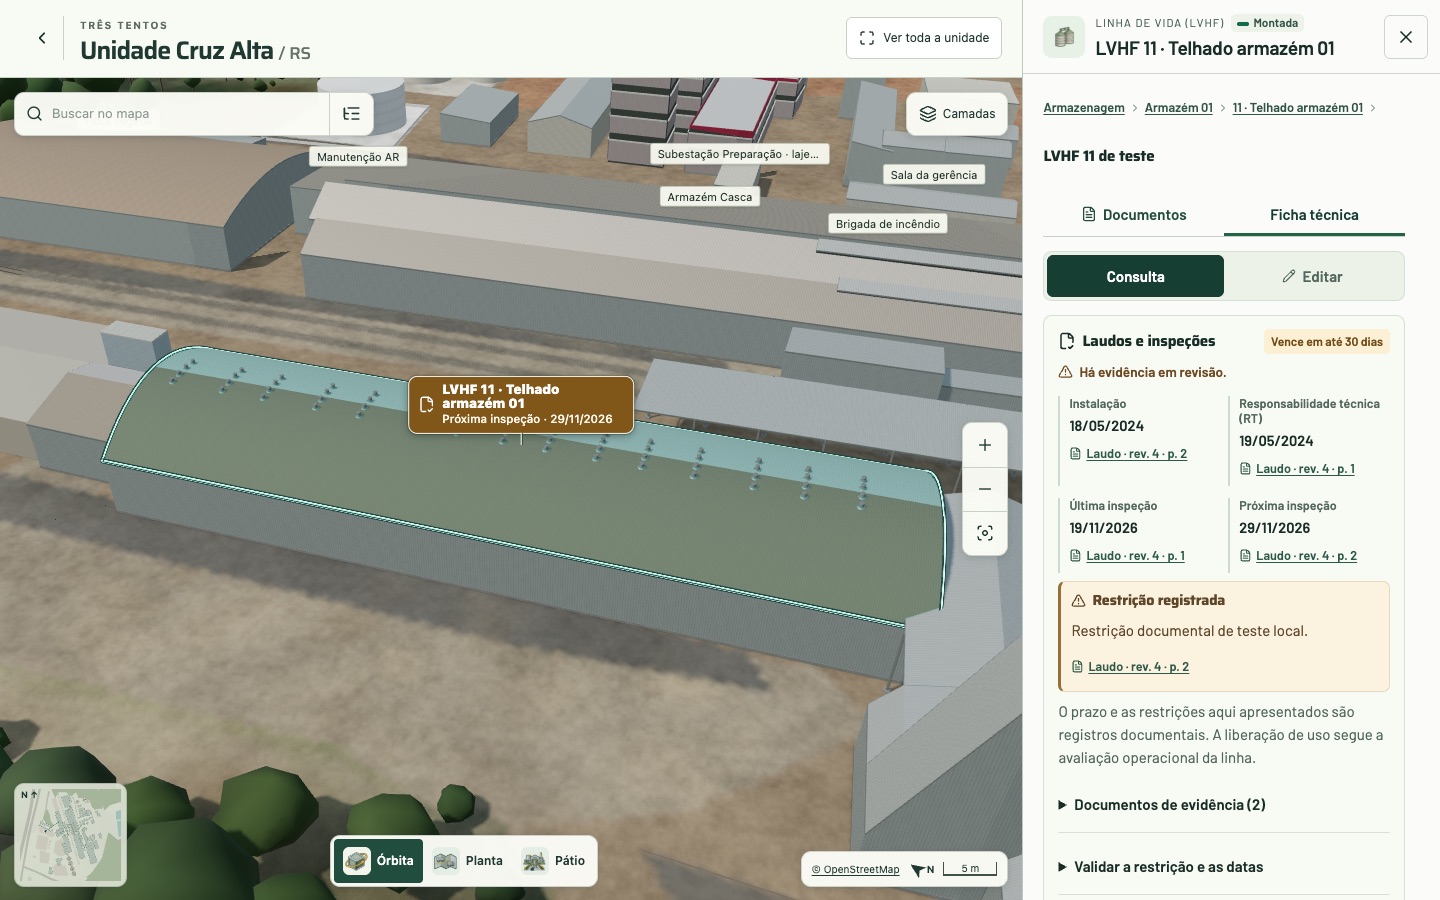 TRÊS TENTOS
Unidade Cruz Alta / RS
Ver toda a unidade
Buscar no mapa
Camadas
Manutenção AR
Subestação Preparação · laje...
Sala da gerência
Armazém Casca
Brigada de incêndio
LVHF 11 · Telhado
armazém 01
Próxima inspeção · 29/11/2026
N
Órbita
Planta
Pátio
© OpenStreetMap
N
5 m
LINHA DE VIDA (LVHF)
Montada
LVHF 11 · Telhado armazém 01
Armazenagem > Armazém 01 > 11 · Telhado armazém 01 >
LVHF 11 de teste
Documentos
Ficha técnica
Consulta
Editar
Laudos e inspeções
Vence em até 30 dias
Há evidência em revisão.
Instalação
18/05/2024
Laudo · rev. 4 · p. 2
Responsabilidade técnica
(RT)
19/05/2024
Laudo · rev. 4 · p. 1
Última inspeção
19/11/2026
Laudo · rev. 4 · p. 1
Próxima inspeção
29/11/2026
Laudo · rev. 4 · p. 2
Restrição registrada
Restrição documental de teste local.
Laudo · rev. 4 · p. 2
O prazo e as restrições aqui apresentados são
registros documentais. A liberação de uso segue a
avaliação operacional da linha.
Documentos de evidência (2)
Validar a restrição e as datas